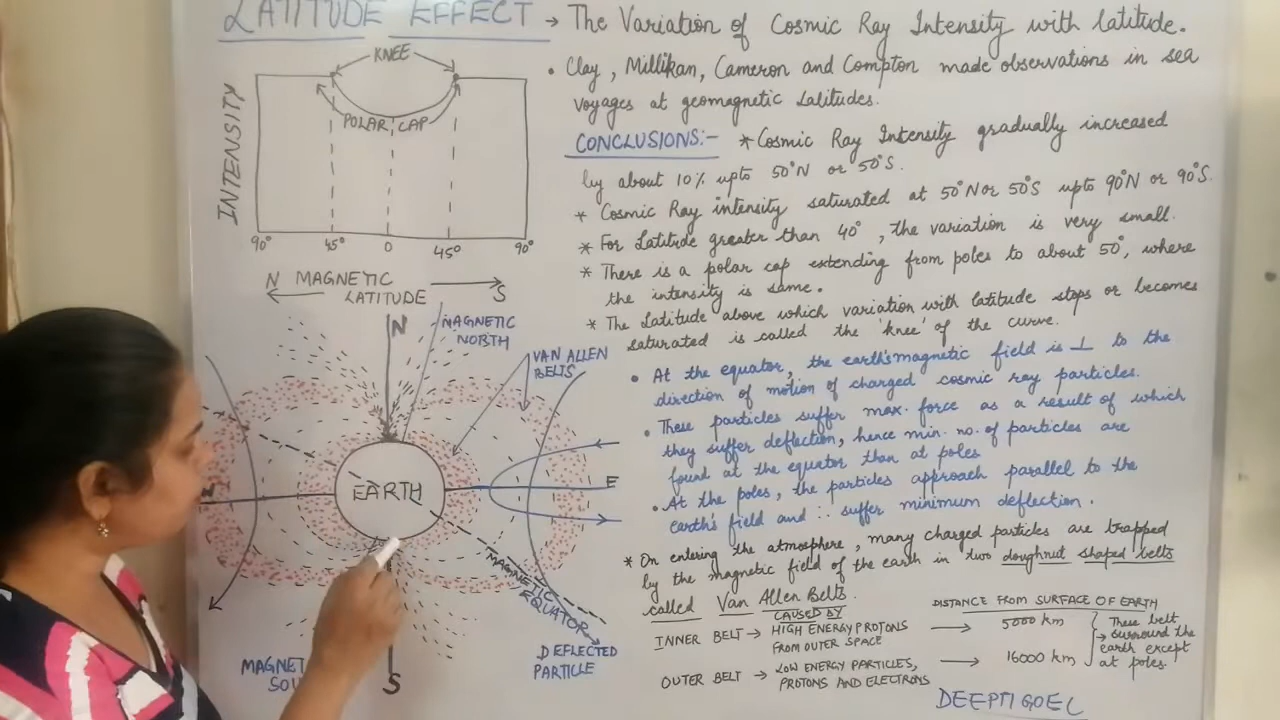 LATITUDE EFFECT → The Variation of Cosmic Ray Intensity with latitude.
• Clay, Millikan, Cameron and Compton made observations in sea
voyages at geomagnetic Latitudes.
CONCLUSIONS:- * Cosmic Ray Intensity gradually increased
by about 10% upto 50°N or 50°S.
* Cosmic Ray intensity saturated at 50°N or 50°S upto 90°N or 90°S.
* For Latitude greater than 40°, the variation is very small.
* There is a polar cap extending from poles to about 50°, where
the intensity is same.
* The Latitude above which variation with latitude stops or becomes
saturated is called the 'knee' of the curve.
• At the equator, the earth's magnetic field is ⊥ to the
direction of motion of charged cosmic ray particles.
• These particles suffer max. force as a result of which
they suffer deflection, hence min. no. of particles are
found at the equator than at poles
• At the poles, the particles approach parallel to the
earth's field and ∴ suffer minimum deflection.
* On entering the atmosphere, many charged particles are trapped
by the magnetic field of the earth in two doughnut shaped belts
called Van Allen Belts.
CAUSED BY
DISTANCE FROM SURFACE OF EARTH
INNER BELT → HIGH ENERGY PROTONS
FROM OUTER SPACE
→ 5000 km
OUTER BELT → LOW ENERGY PARTICLES,
PROTONS AND ELECTRONS
→ 16000 km
These belt
→ surround the
earth except
at poles.
DEEPTI GOEL
KNEE
POLAR CAP
INTENSITY
90° 45° 0 45° 90°
N MAGNETIC
LATITUDE S
N
MAGNETIC
NORTH
VAN ALLEN
BELTS
W
EARTH
E
MAGNETIC
EQUATOR
DEFLECTED
PARTICLE
S